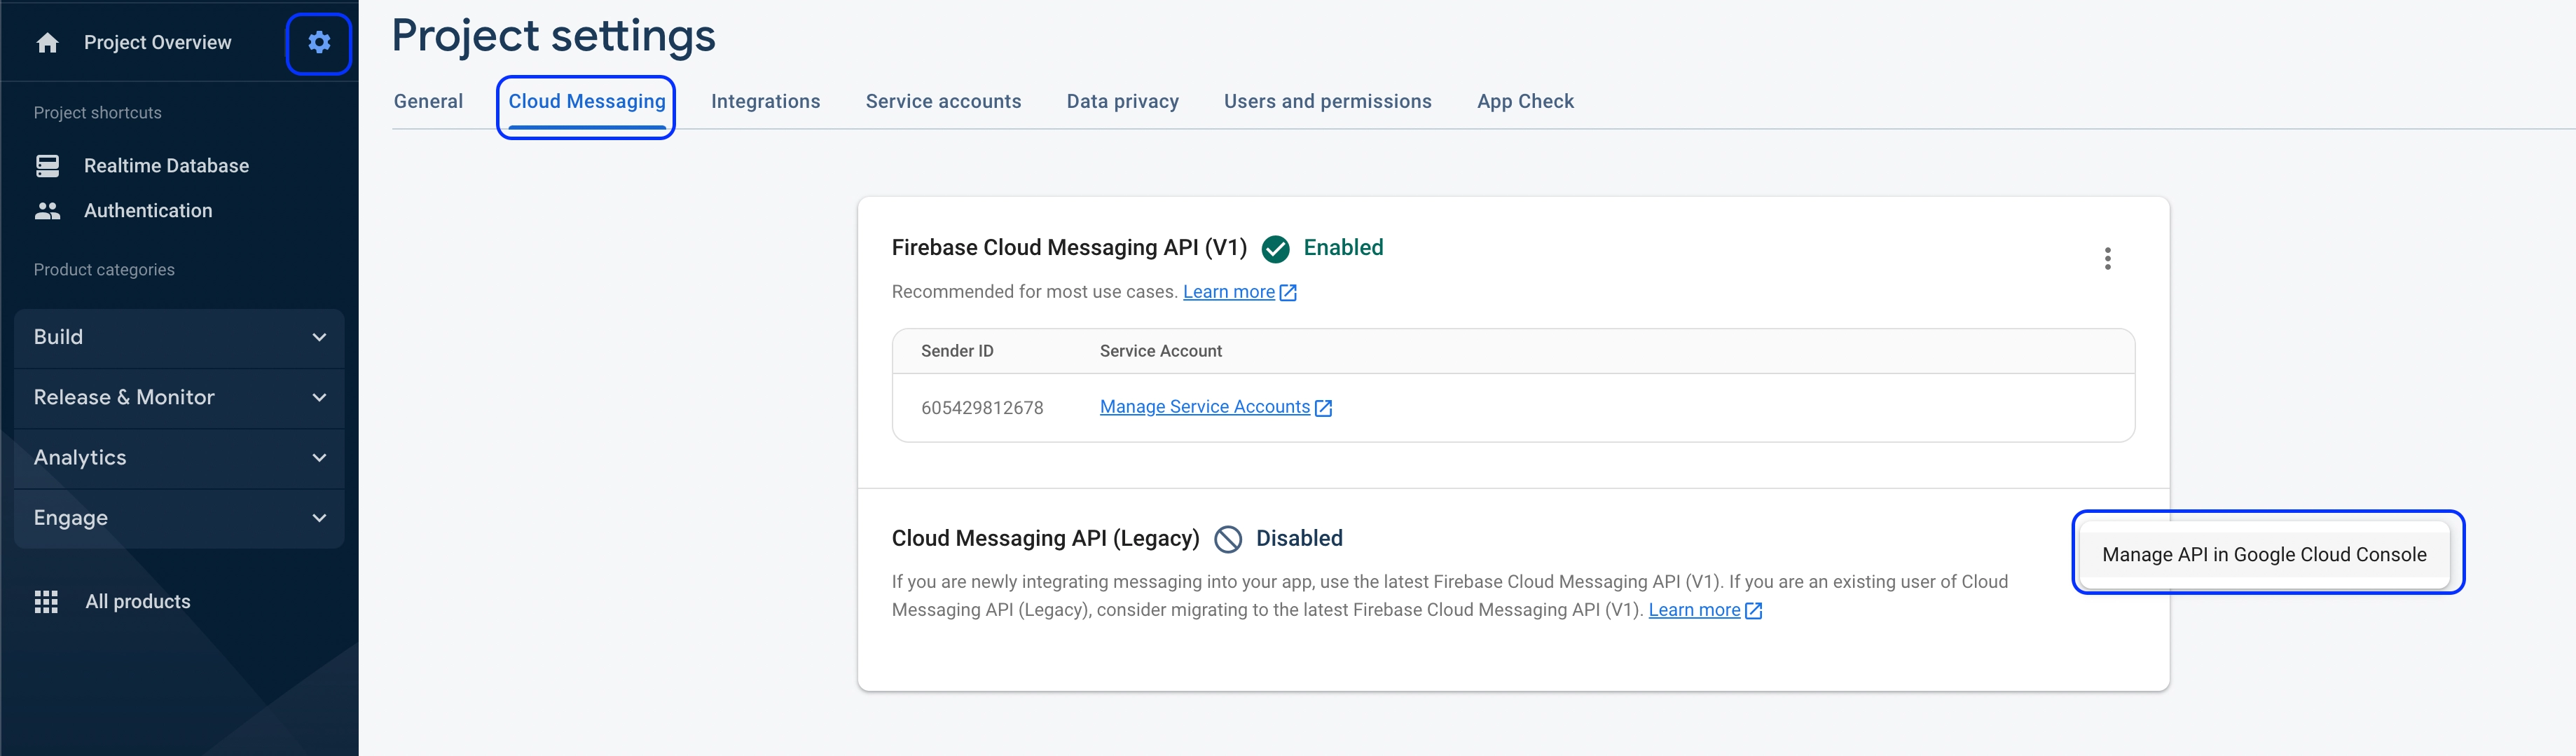 Project Overview
Project shortcuts
Realtime Database
Authentication
Product categories
Build
Release & Monitor
Analytics
Engage
All products
Project settings
General
Cloud Messaging
Integrations
Service accounts
Data privacy
Users and permissions
App Check
Firebase Cloud Messaging API (V1) Enabled
Recommended for most use cases. Learn more
Sender ID Service Account
605429812678 Manage Service Accounts
Cloud Messaging API (Legacy) Disabled
If you are newly integrating messaging into your app, use the latest Firebase Cloud Messaging API (V1). If you are an existing user of Cloud
Messaging API (Legacy), consider migrating to the latest Firebase Cloud Messaging API (V1). Learn more
Manage API in Google Cloud Console